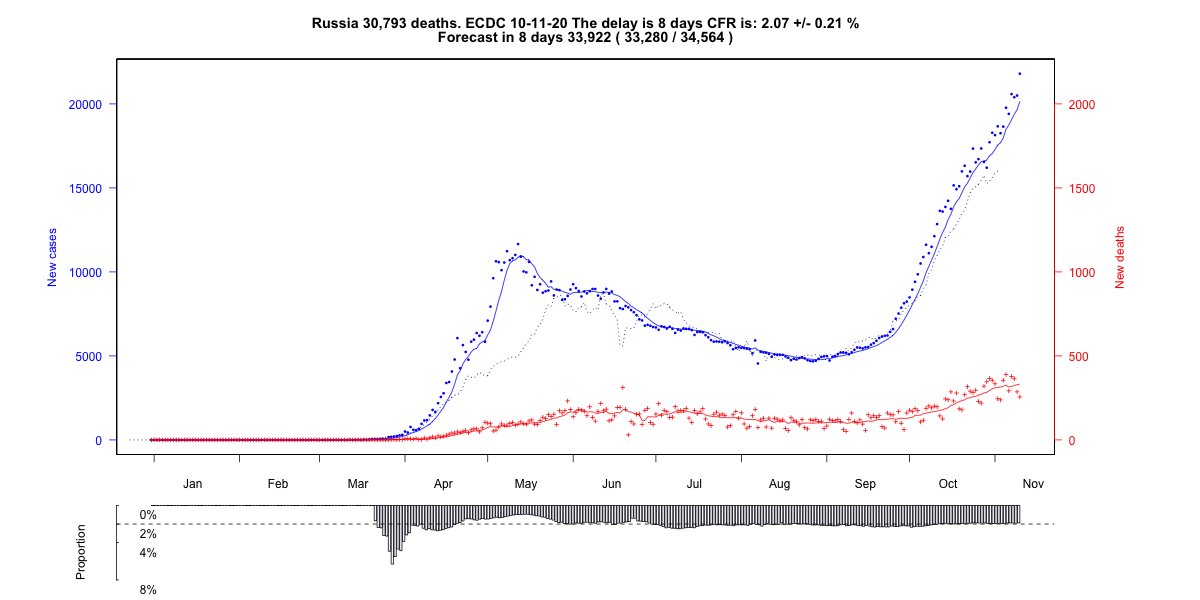 Russia 30,793 deaths. ECDC 10-11-20 The delay is 8 days CFR is: 2.07 +/- 0.21 %
Forecast in 8 days 33,922 ( 33,280 / 34,564 )
20000
15000
10000
5000
0
New cases
2000
1500
1000
500
0
New deaths
Jan
Feb
Mar
Apr
May
Jun
Jul
Aug
Sep
Oct
Nov
Proportion
0%
2%
4%
8%